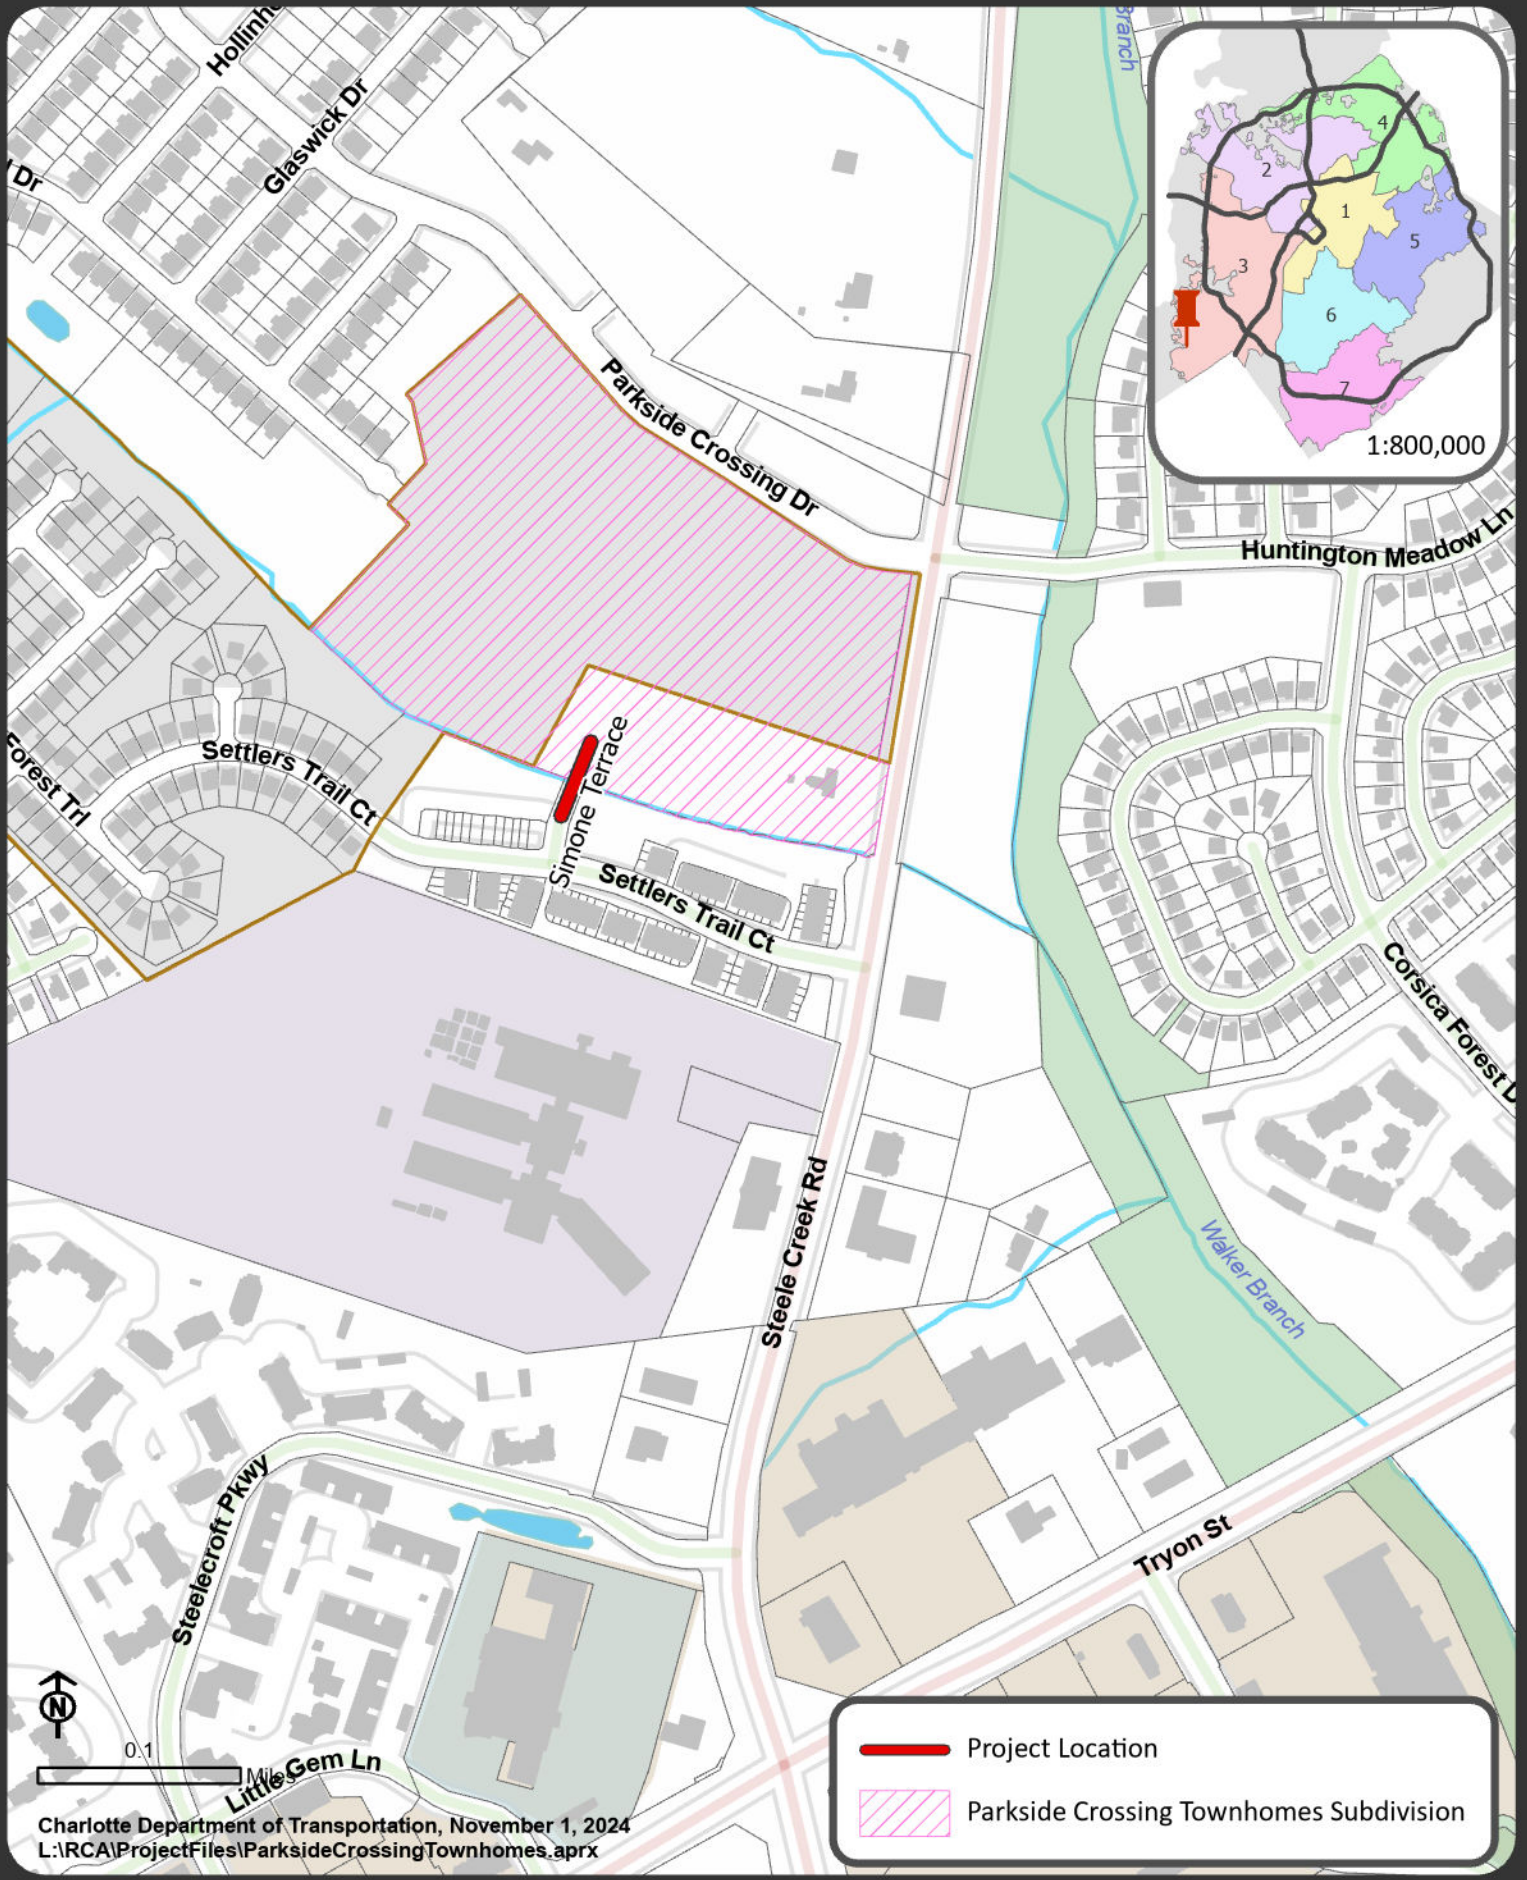 Hollinh
Branch
Glaswick Dr
l Dr
4
2
1
5
3
6
7
1:800,000
Parkside Crossing Dr
Huntington Meadow Ln
Simone Terrace
Settlers Trail Ct
Forest Trl
Settlers Trail Ct
Corsica Forest D
Steele Creek Rd
Walker Branch
Steelecroft Pkwy
Tryon St
N
0.1
Miles
Little Gem Ln
Project Location
Parkside Crossing Townhomes Subdivision
Charlotte Department of Transportation, November 1, 2024
L:\RCA\ProjectFiles\ParksideCrossingTownhomes.aprx